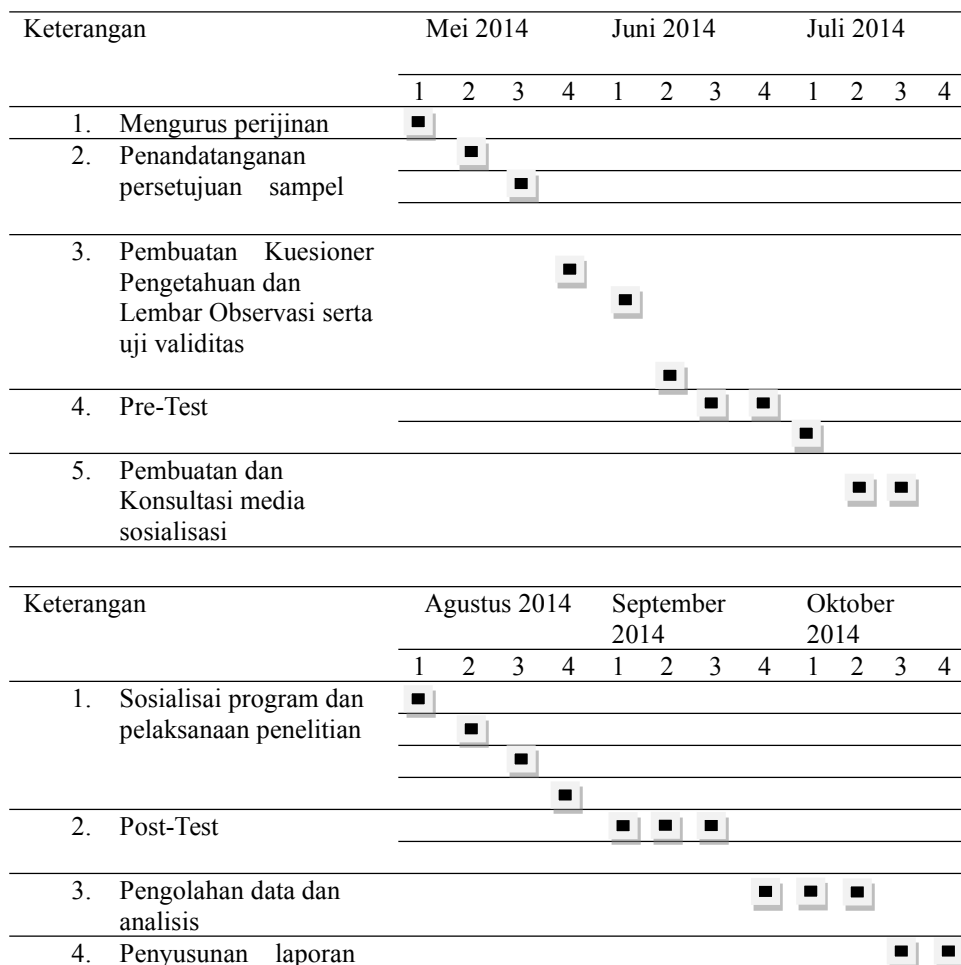 Keterangan Mei 2014 Juni 2014 Juli 2014
1 2 3 4 1 2 3 4 1 2 3 4
1. Mengurus perijinan ■
2. Penandatanganan ■
persetujuan sampel ■
3. Pembuatan Kuesioner
Pengetahuan dan ■
Lembar Observasi serta ■
uji validitas
■
4. Pre-Test ■ ■
■
5. Pembuatan dan
Konsultasi media ■ ■
sosialisasi
Keterangan Agustus 2014 September Oktober
2014 2014
1 2 3 4 1 2 3 4 1 2 3 4
1. Sosialisai program dan ■
pelaksanaan penelitian ■
■
■
2. Post-Test ■ ■ ■
3. Pengolahan data dan ■ ■ ■
analisis
4. Penyusunan laporan ■ ■